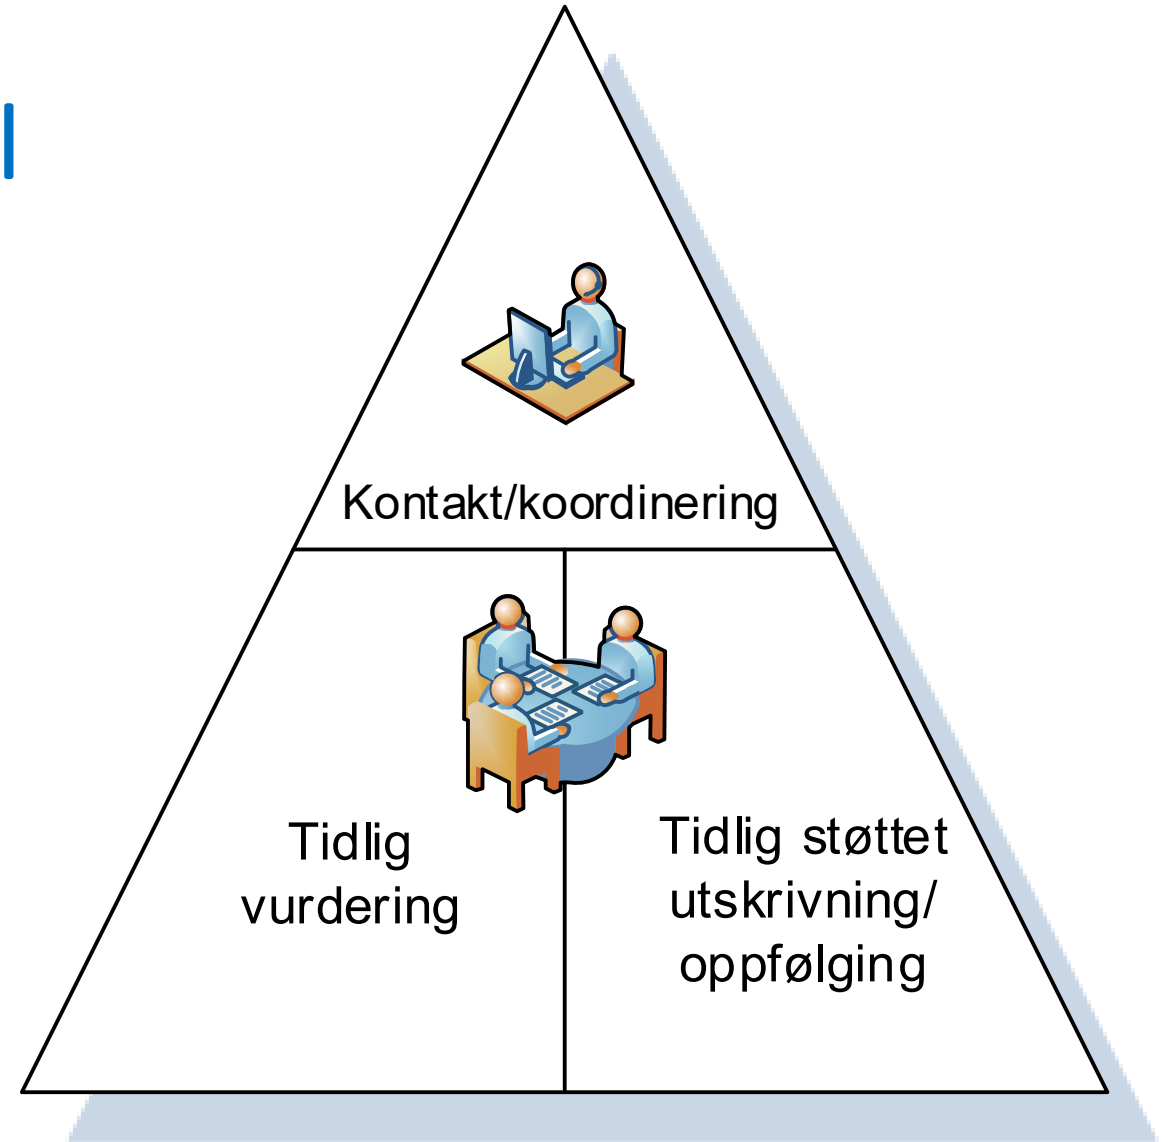 Kontakt/koordinering
Tidlig
vurdering
Tidlig støttet
utskrivning/
oppfølging